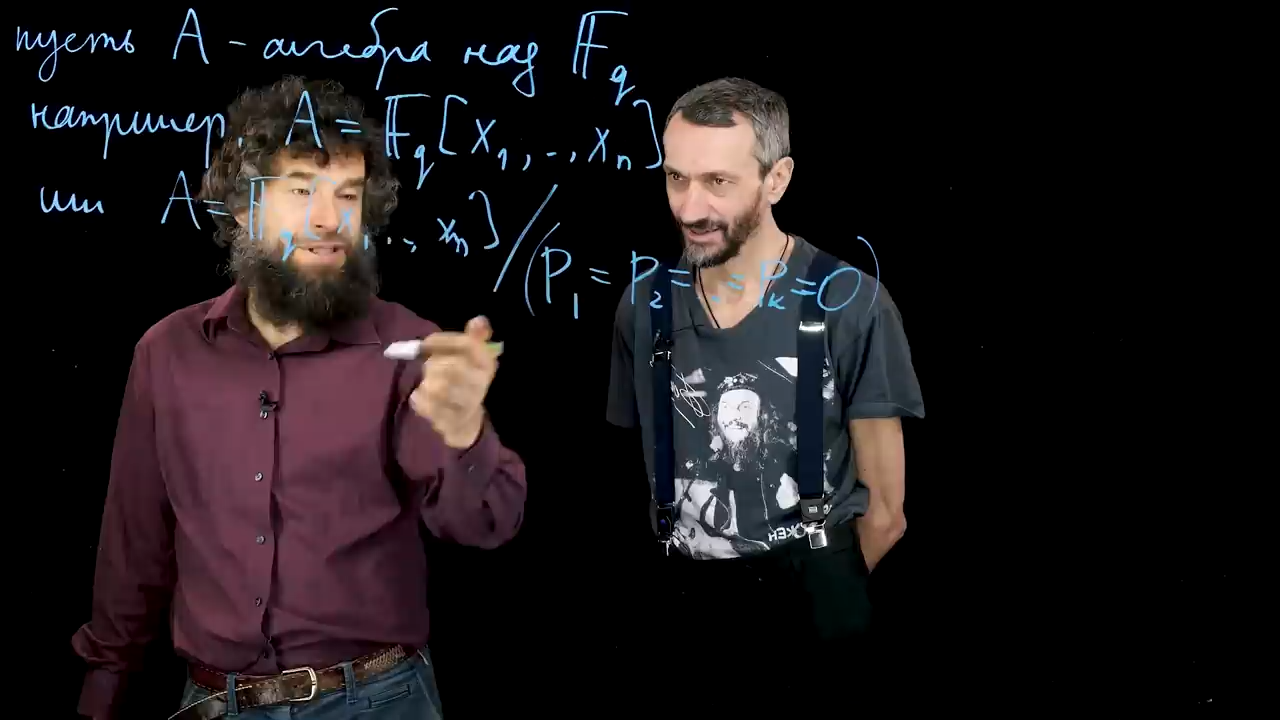 пусть A - алгебра над 𝔽_q
например, A = 𝔽_q[x_1, .., x_n]
или A = 𝔽_q[x_1, .., x_n] / (P_1 = P_2 = .. = P_k = 0)